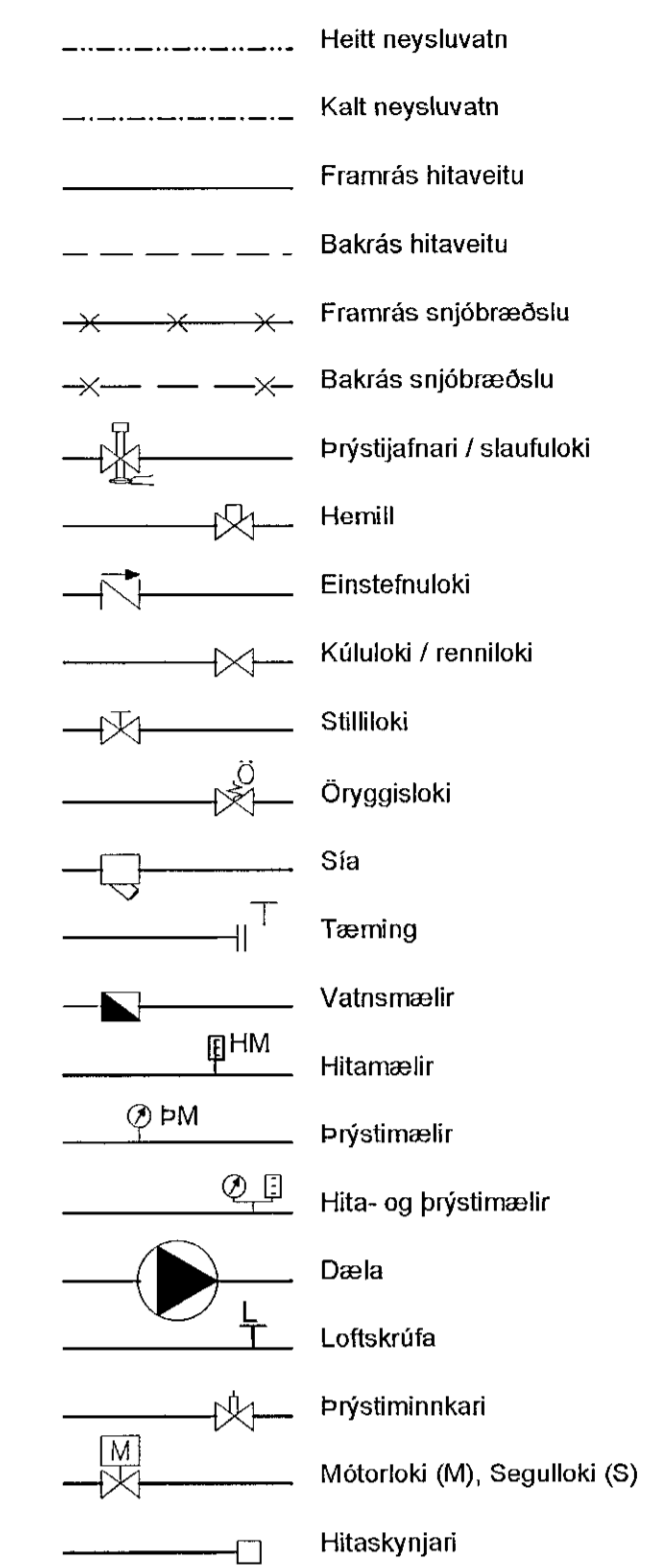 Heitt neysluvatn
Kalt neysluvatn
Framrás hitaveitu
Bakrás hitaveitu
Framrás snjóbræðslu
Bakrás snjóbræðslu
Þrýstijafnari / slaufuloki
Hemill
Einstefnuloki
Kúluloki / renniloki
Stilliloki
Ö
Öryggisloki
Sía
T
Tæming
Vatnsmælir
HM
Hitamælir
ÞM
Þrýstimælir
Hita- og þrýstimælir
Dæla
L
Loftskrúfa
Þrýstiminnkari
M
Mótorloki (M), Segulloki (S)
Hitaskynjari